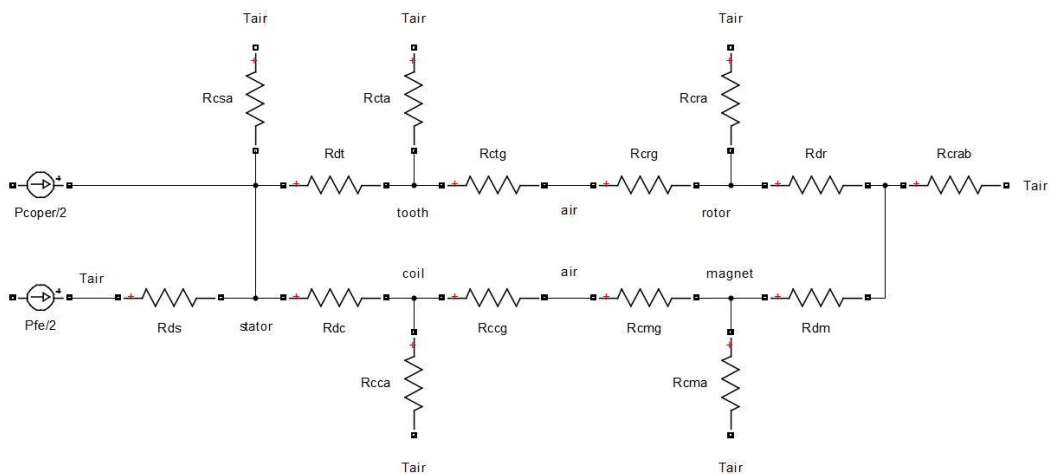 Tair Tair Tair
Rcsa Rcta Rcra
Rdt Rctg Rcrg Rdr Rcrab
Pcoper/2 tooth air rotor Tair
Tair coil air magnet
Pfe/2 Rds stator Rdc Rccg Rcmg Rdm
Rcca Rcma
Tair Tair